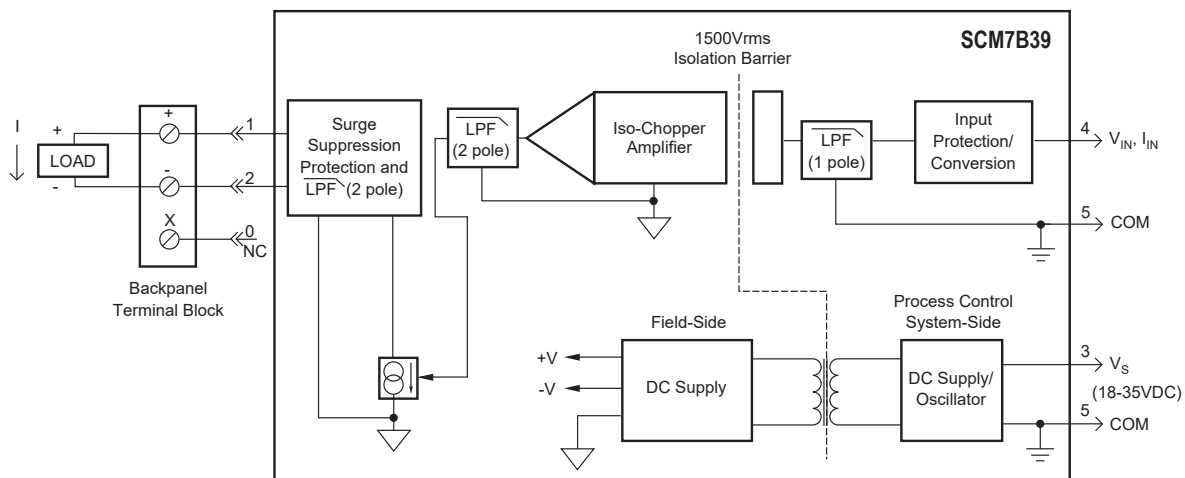 SCM7B39
1500Vrms
Isolation Barrier
I
+
LOAD
-
+
-
X
1
2
0
NC
Backpanel
Terminal Block
Surge
Suppression
Protection and
LPF (2 pole)
LPF
(2 pole)
Iso-Chopper
Amplifier
LPF
(1 pole)
Input
Protection/
Conversion
4
VIN, IIN
5
COM
Field-Side
+V
-V
DC Supply
Process Control
System-Side
DC Supply/
Oscillator
3
VS
(18-35VDC)
5
COM